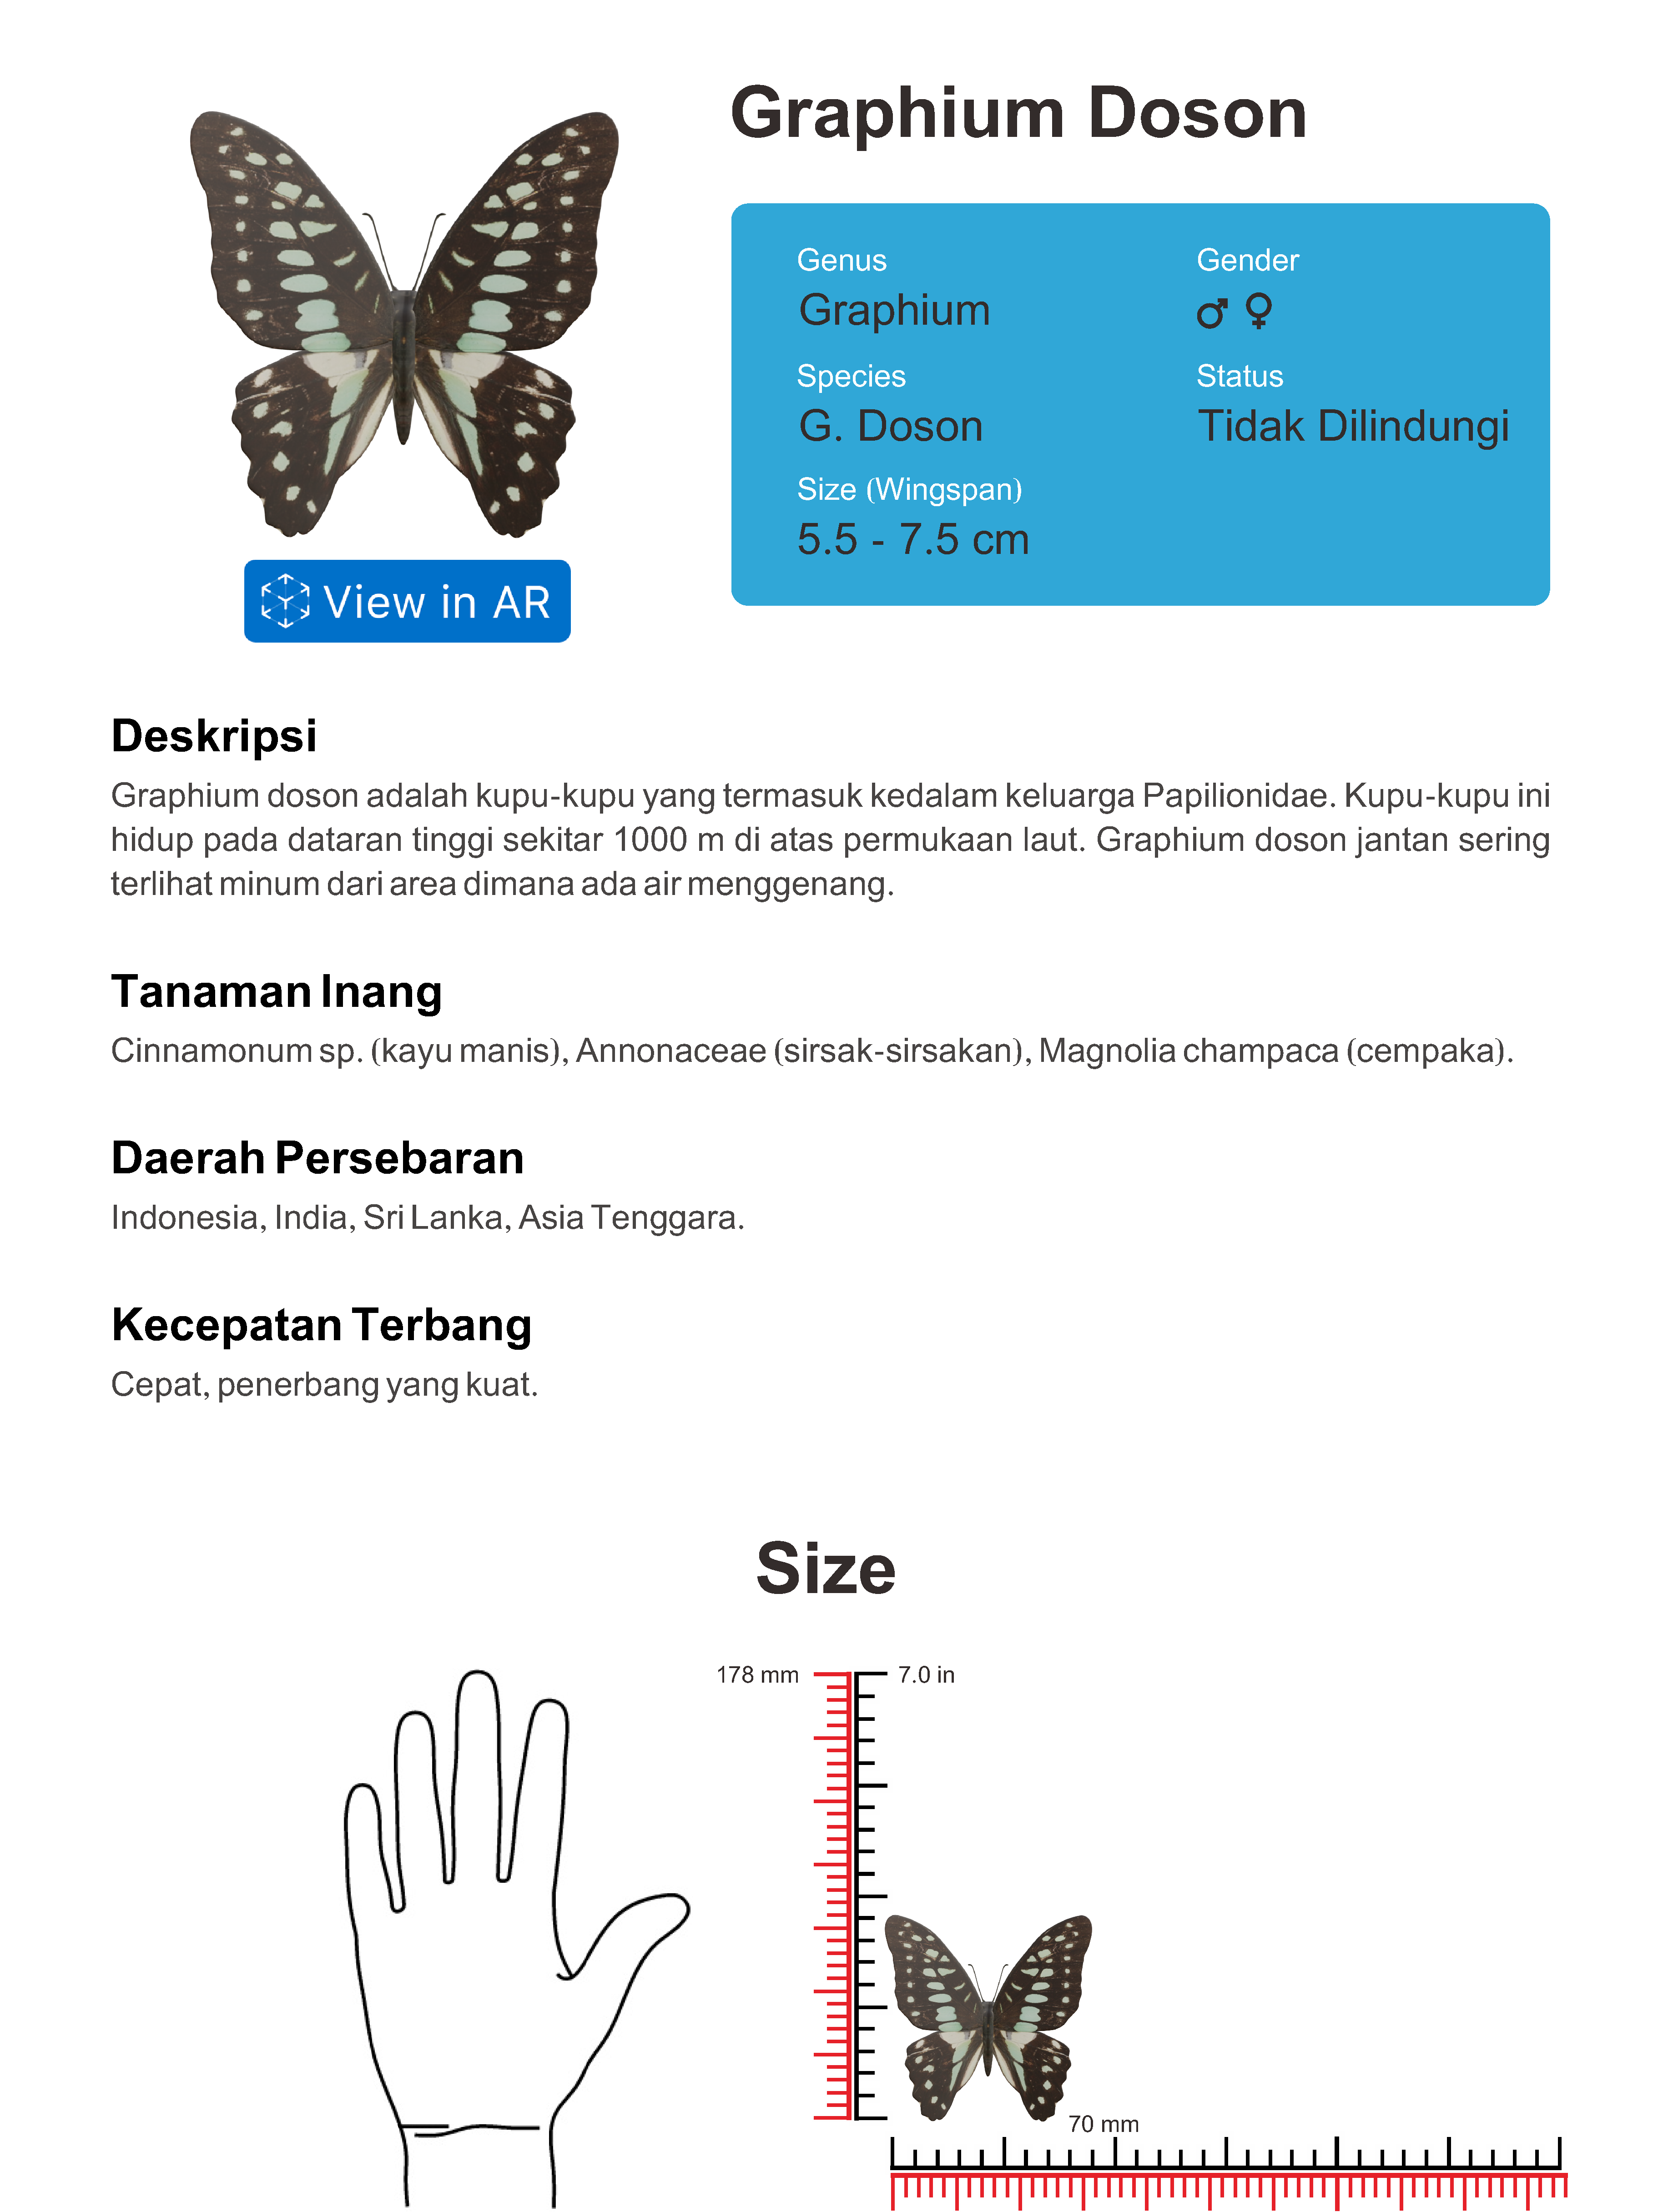 Graphium Doson
Genus
Graphium
Gender
♂ ♀
Species
G. Doson
Status
Tidak Dilindungi
Size (Wingspan)
5.5 - 7.5 cm
View in AR
Deskripsi
Graphium doson adalah kupu-kupu yang termasuk kedalam keluarga Papilionidae. Kupu-kupu ini
hidup pada dataran tinggi sekitar 1000 m di atas permukaan laut. Graphium doson jantan sering
terlihat minum dari area dimana ada air menggenang.
Tanaman Inang
Cinnamonum sp. (kayu manis), Annonaceae (sirsak-sirsakan), Magnolia champaca (cempaka).
Daerah Persebaran
Indonesia, India, Sri Lanka, Asia Tenggara.
Kecepatan Terbang
Cepat, penerbang yang kuat.
Size
178 mm
7.0 in
70 mm